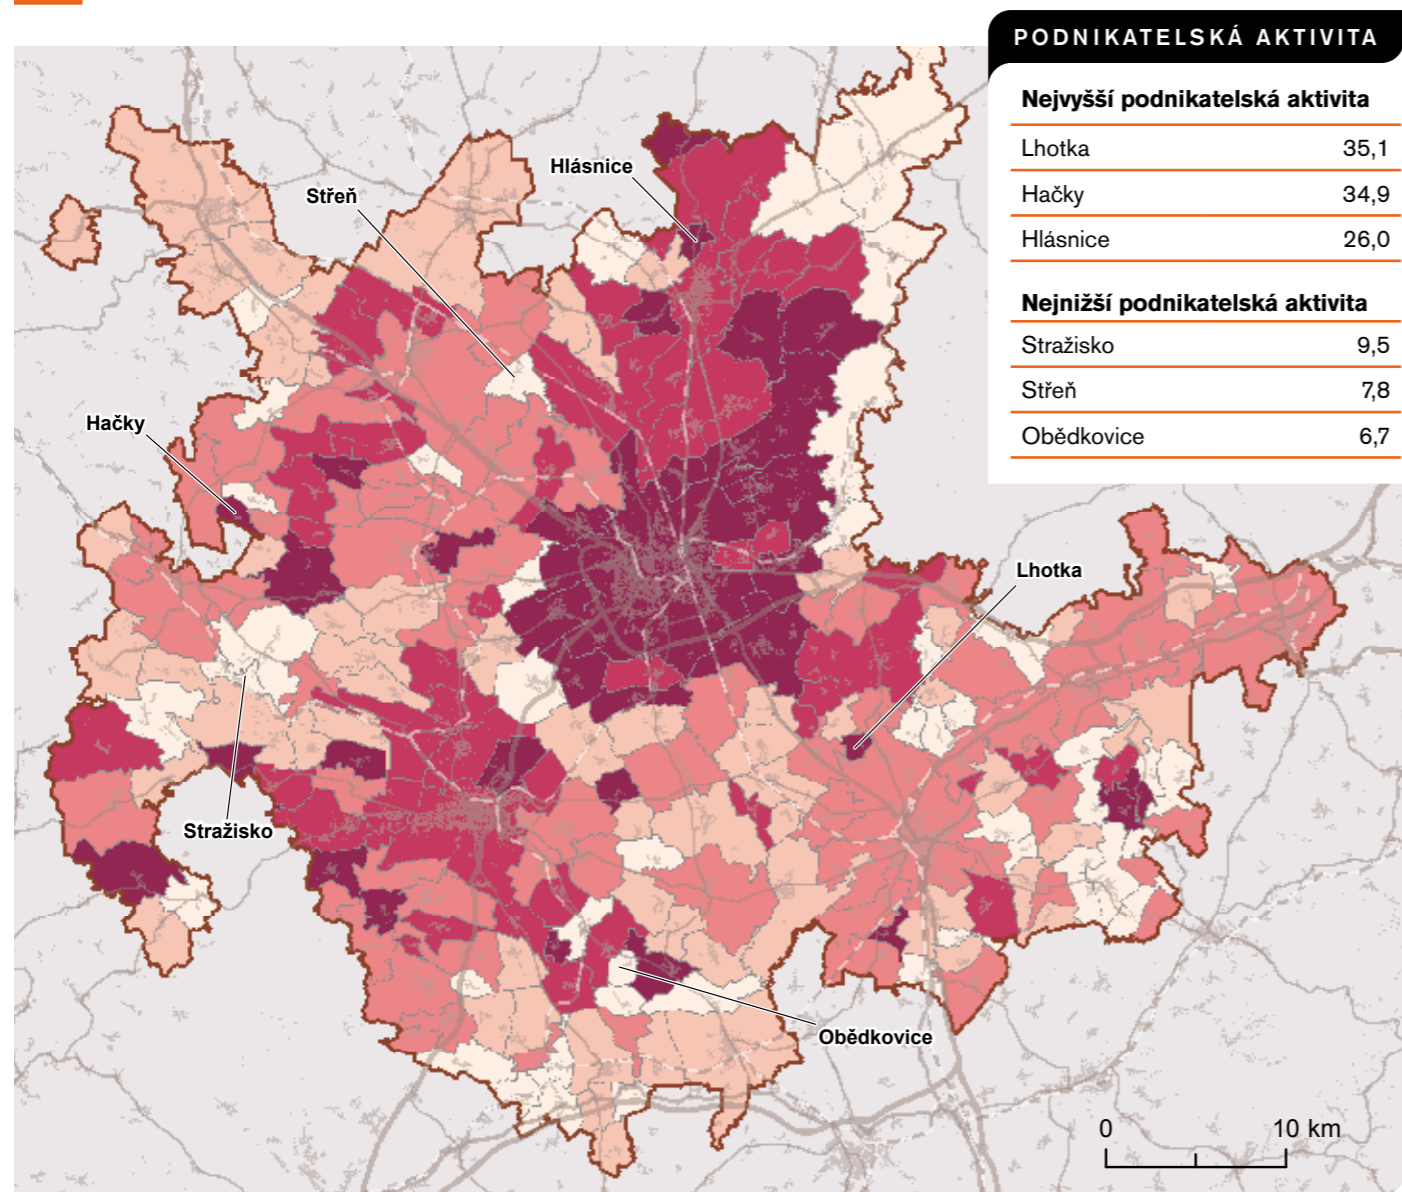 PODNIKATELSKÁ AKTIVITA
Nejvyšší podnikatelská aktivita
Lhotka 35,1
Hačky 34,9
Hlásnice 26,0
Nejnižší podnikatelská aktivita
Stražisko 9,5
Střeň 7,8
Obědkovice 6,7
Hlásnice
Střeň
Hačky
Lhotka
Stražisko
Obědkovice
0 10 km